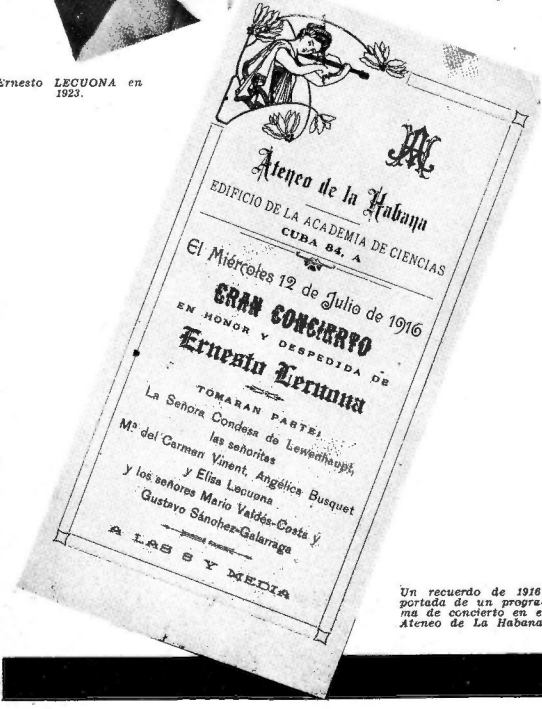 Ernesto LECUONA en
1923.
Ateneo de la Habana
EDIFICIO DE LA ACADEMIA DE CIENCIAS
CUBA 84, A
El Miércoles 12 de Julio de 1916
GRAN CONCIERTO
EN HONOR Y DESPEDIDA DE
Ernesto Lecuona
TOMARAN PARTE:
La Señora Condesa de Lewenhaupt,
las señoritas
Mª del Carmen Vinent, Angélica Busquet
y Elisa Lecuona
y los señores Mario Valdés-Costa y
Gustavo Sánchez-Galarraga
A LAS 8 Y MEDIA
Un recuerdo de 1916
portada de un progra-
ma de concierto en e
Ateneo de La Habana